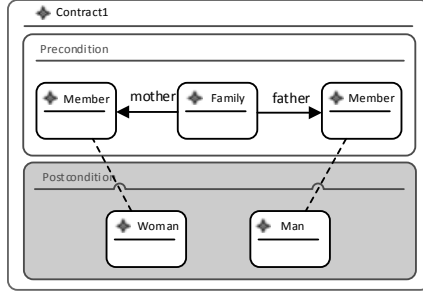 Contract1
Precondition
mother father
Member Family Member
Postcondition
Woman Man